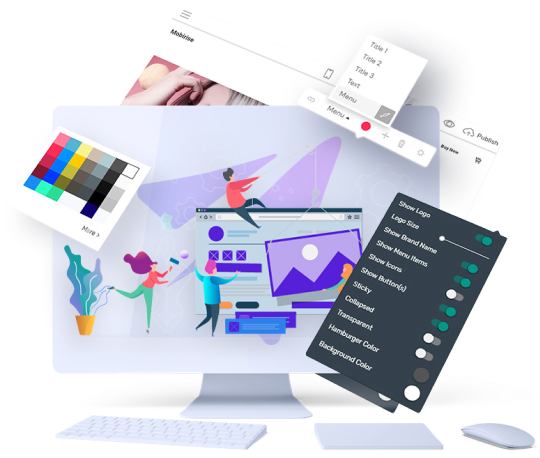 Mobirise
Title 1
Title 2
Title 3
Text
Menu
Menu
Publish
Buy Now
More >
Show Logo
Logo Size
Show Brand Name
Show Menu Items
Show Icons
Show Button(s)
Sticky
Collapsed
Transparent
Hamburger Color
Background Color